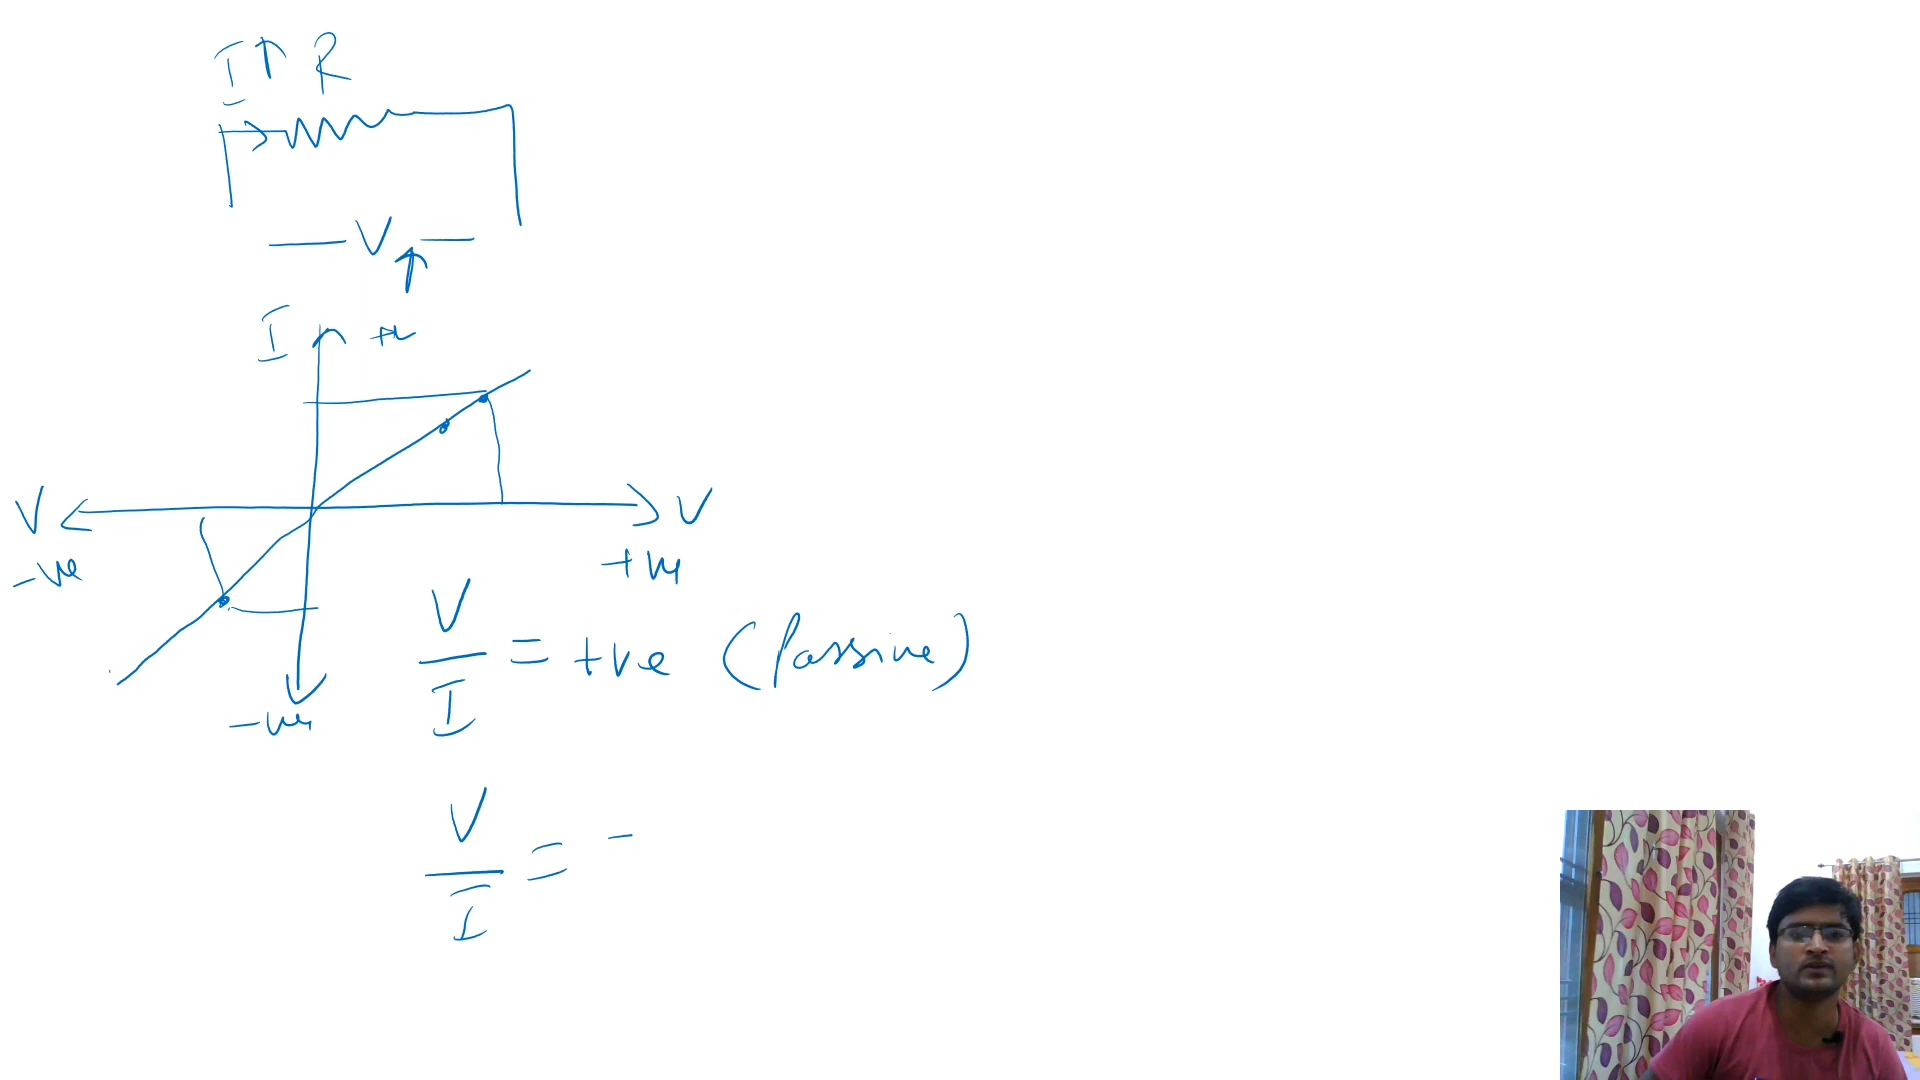 I↑ R
V
↑
I +ve
V V
-ve +ve
V/I = +ve (Passive)
-ve
V/I = -